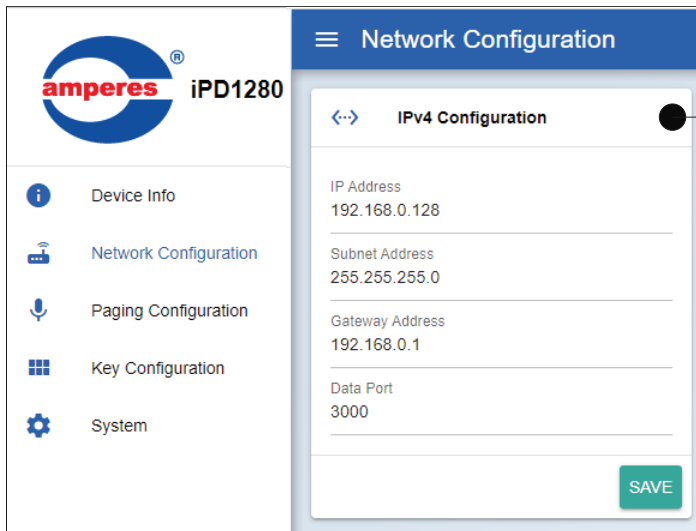 amperes ®
iPD1280
Device Info
Network Configuration
Paging Configuration
Key Configuration
System
Network Configuration
IPv4 Configuration
IP Address
192.168.0.128
Subnet Address
255.255.255.0
Gateway Address
192.168.0.1
Data Port
3000
SAVE